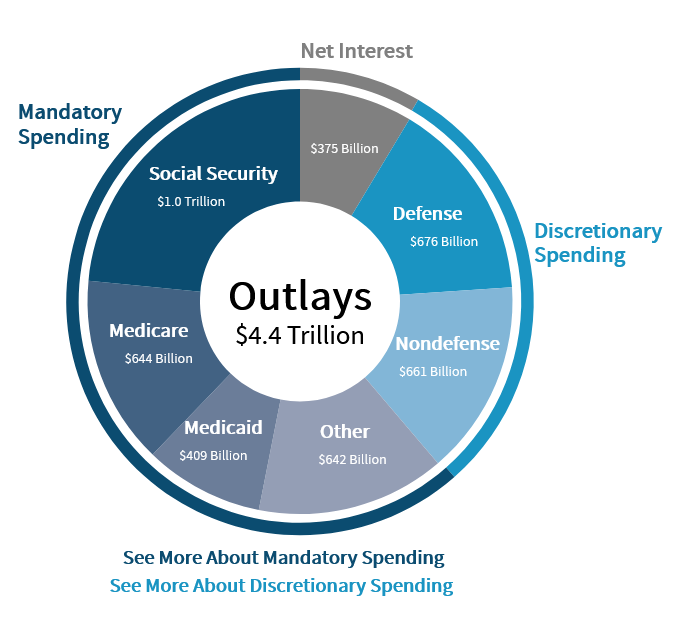 Net Interest
Mandatory
Spending
$375 Billion
Social Security
$1.0 Trillion
Defense
$676 Billion
Discretionary
Spending
Outlays
$4.4 Trillion
Medicare
$644 Billion
Nondefense
$661 Billion
Medicaid
$409 Billion
Other
$642 Billion
See More About Mandatory Spending
See More About Discretionary Spending